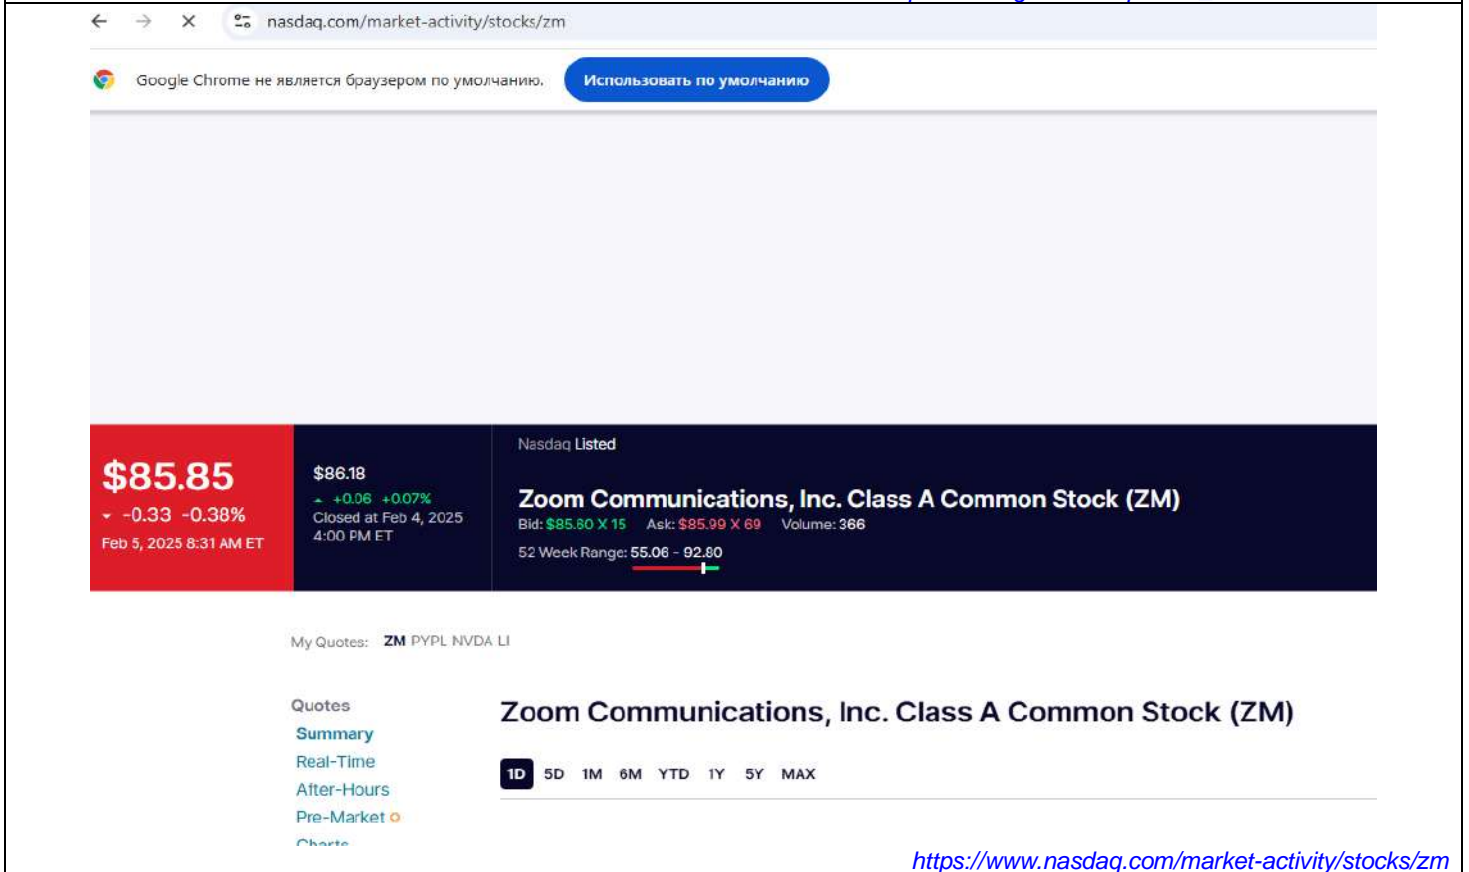 nasdaq.com/market-activity/stocks/zm
Google Chrome не является браузером по умолчанию.
Использовать по умолчанию
$85.85
-0.33 -0.38%
Feb 5, 2025 8:31 AM ET
$86.18
+0.06 +0.07%
Closed at Feb 4, 2025
4:00 PM ET
Nasdaq Listed
Zoom Communications, Inc. Class A Common Stock (ZM)
Bid: $85.60 X 15 Ask: $85.99 X 69 Volume: 366
52 Week Range: 55.06 - 92.80
My Quotes: ZM PYPL NVDA LI
Quotes
Summary
Real-Time
After-Hours
Pre-Market
Charts
Zoom Communications, Inc. Class A Common Stock (ZM)
1D 5D 1M 6M YTD 1Y 5Y MAX
https://www.nasdaq.com/market-activity/stocks/zm